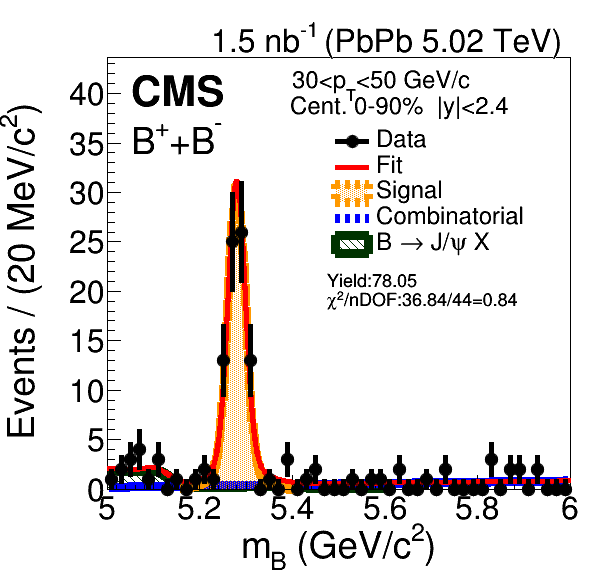 1.5 nb⁻¹ (PbPb 5.02 TeV)
CMS
B⁺+B⁻
30<p_T<50 GeV/c
Cent. 0-90% |y|<2.4
Data
Fit
Signal
Combinatorial
B → J/ψ X
Yield:78.05
χ²/nDOF:36.84/44=0.84
Events / (20 MeV/c²)
40
35
30
25
20
15
10
5
0
5 5.2 5.4 5.6 5.8 6
m_B (GeV/c²)